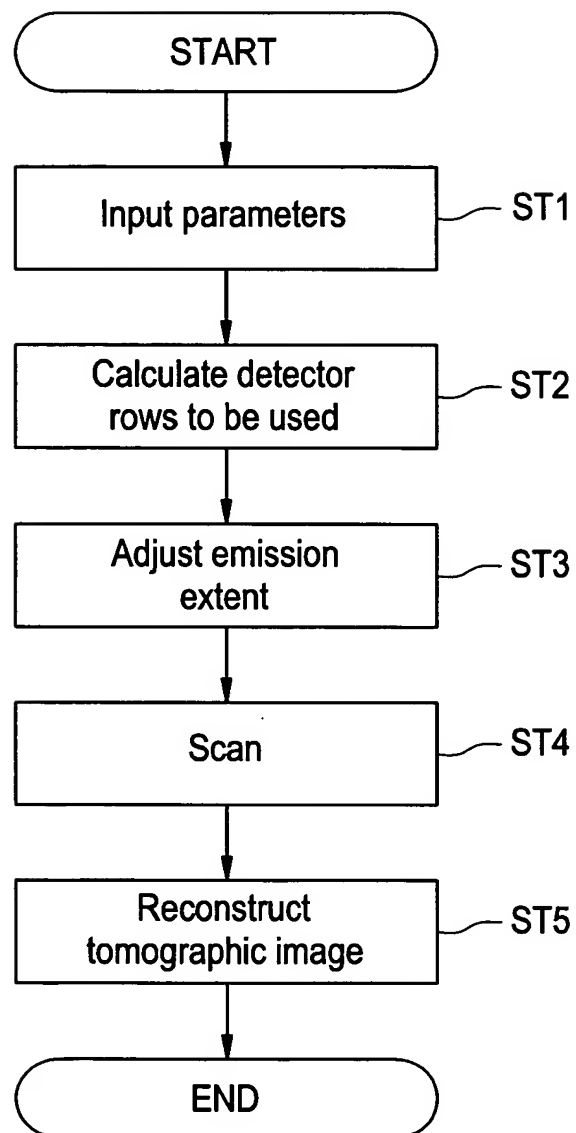 START
Input parameters
ST1
Calculate detector
rows to be used
ST2
Adjust emission
extent
ST3
Scan
ST4
Reconstruct
tomographic image
ST5
END